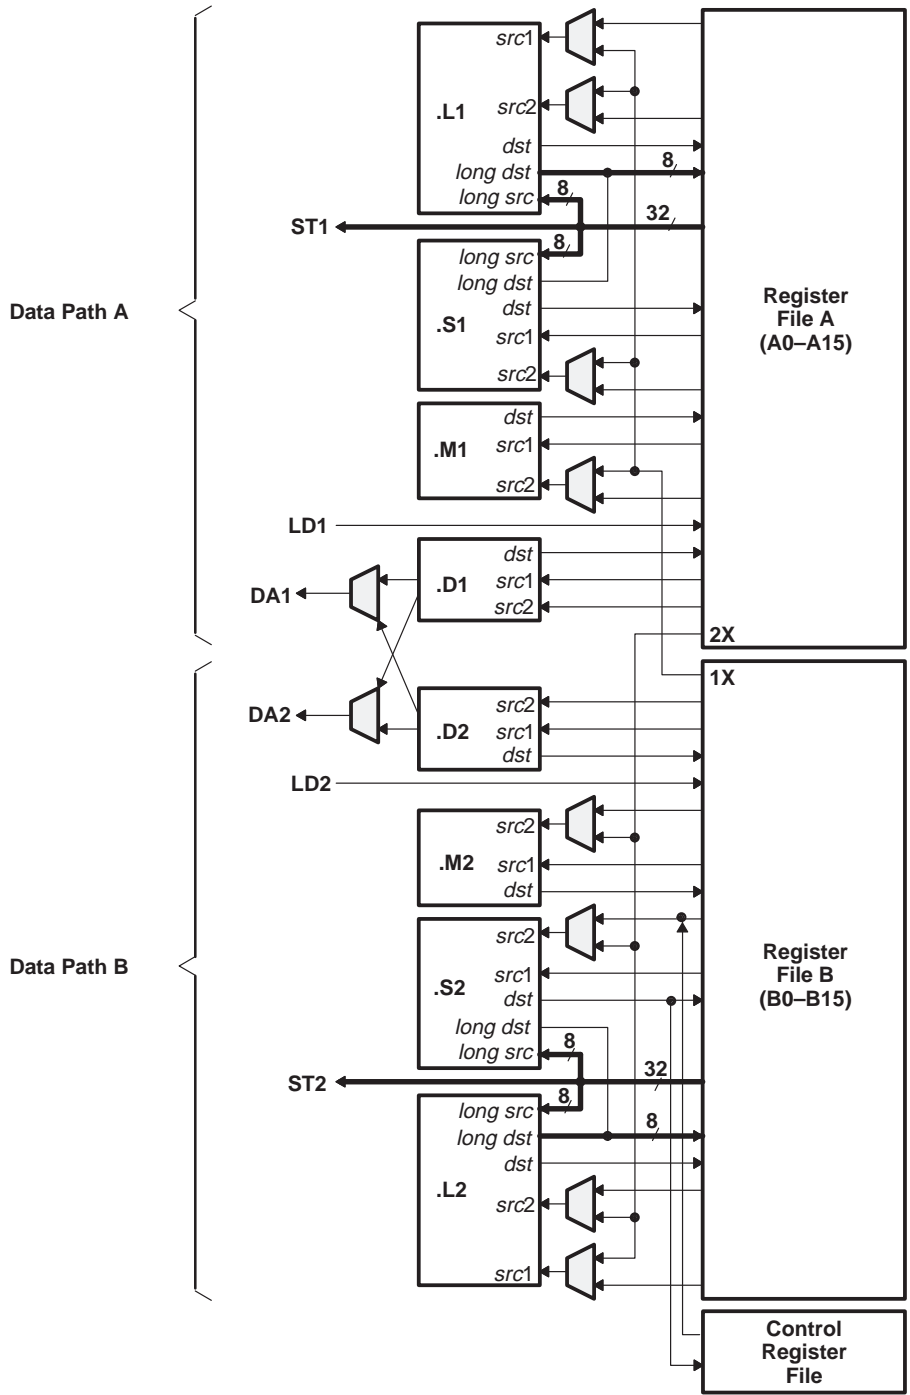 src1
.L1
src2
dst
long dst
8
long src
8
ST1
32
8
long src
long dst
dst
.S1
src1
src2
Data Path A
Register
File A
(A0–A15)
dst
.M1
src1
src2
LD1
dst
.D1
src1
src2
DA1
2X
1X
DA2
src2
.D2
src1
dst
LD2
src2
.M2
src1
dst
src2
src1
.S2
dst
long dst
long src
8
Data Path B
Register
File B
(B0–B15)
ST2
32
8
long src
long dst
8
dst
.L2
src2
src1
Control
Register
File